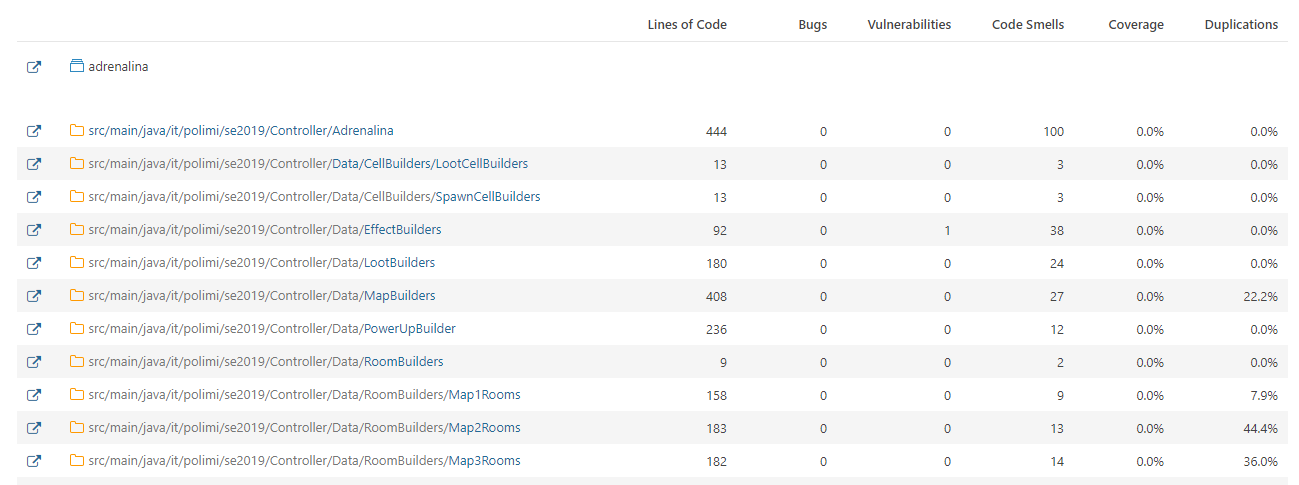 Lines of Code Bugs Vulnerabilities Code Smells Coverage Duplications
adrenalina
src/main/java/it/polimi/se2019/Controller/Adrenalina 444 0 0 100 0.0% 0.0%
src/main/java/it/polimi/se2019/Controller/Data/CellBuilders/LootCellBuilders 13 0 0 3 0.0% 0.0%
src/main/java/it/polimi/se2019/Controller/Data/CellBuilders/SpawnCellBuilders 13 0 0 3 0.0% 0.0%
src/main/java/it/polimi/se2019/Controller/Data/EffectBuilders 92 0 1 38 0.0% 0.0%
src/main/java/it/polimi/se2019/Controller/Data/LootBuilders 180 0 0 24 0.0% 0.0%
src/main/java/it/polimi/se2019/Controller/Data/MapBuilders 408 0 0 27 0.0% 22.2%
src/main/java/it/polimi/se2019/Controller/Data/PowerUpBuilder 236 0 0 12 0.0% 0.0%
src/main/java/it/polimi/se2019/Controller/Data/RoomBuilders 9 0 0 2 0.0% 0.0%
src/main/java/it/polimi/se2019/Controller/Data/RoomBuilders/Map1Rooms 158 0 0 9 0.0% 7.9%
src/main/java/it/polimi/se2019/Controller/Data/RoomBuilders/Map2Rooms 183 0 0 13 0.0% 44.4%
src/main/java/it/polimi/se2019/Controller/Data/RoomBuilders/Map3Rooms 182 0 0 14 0.0% 36.0%